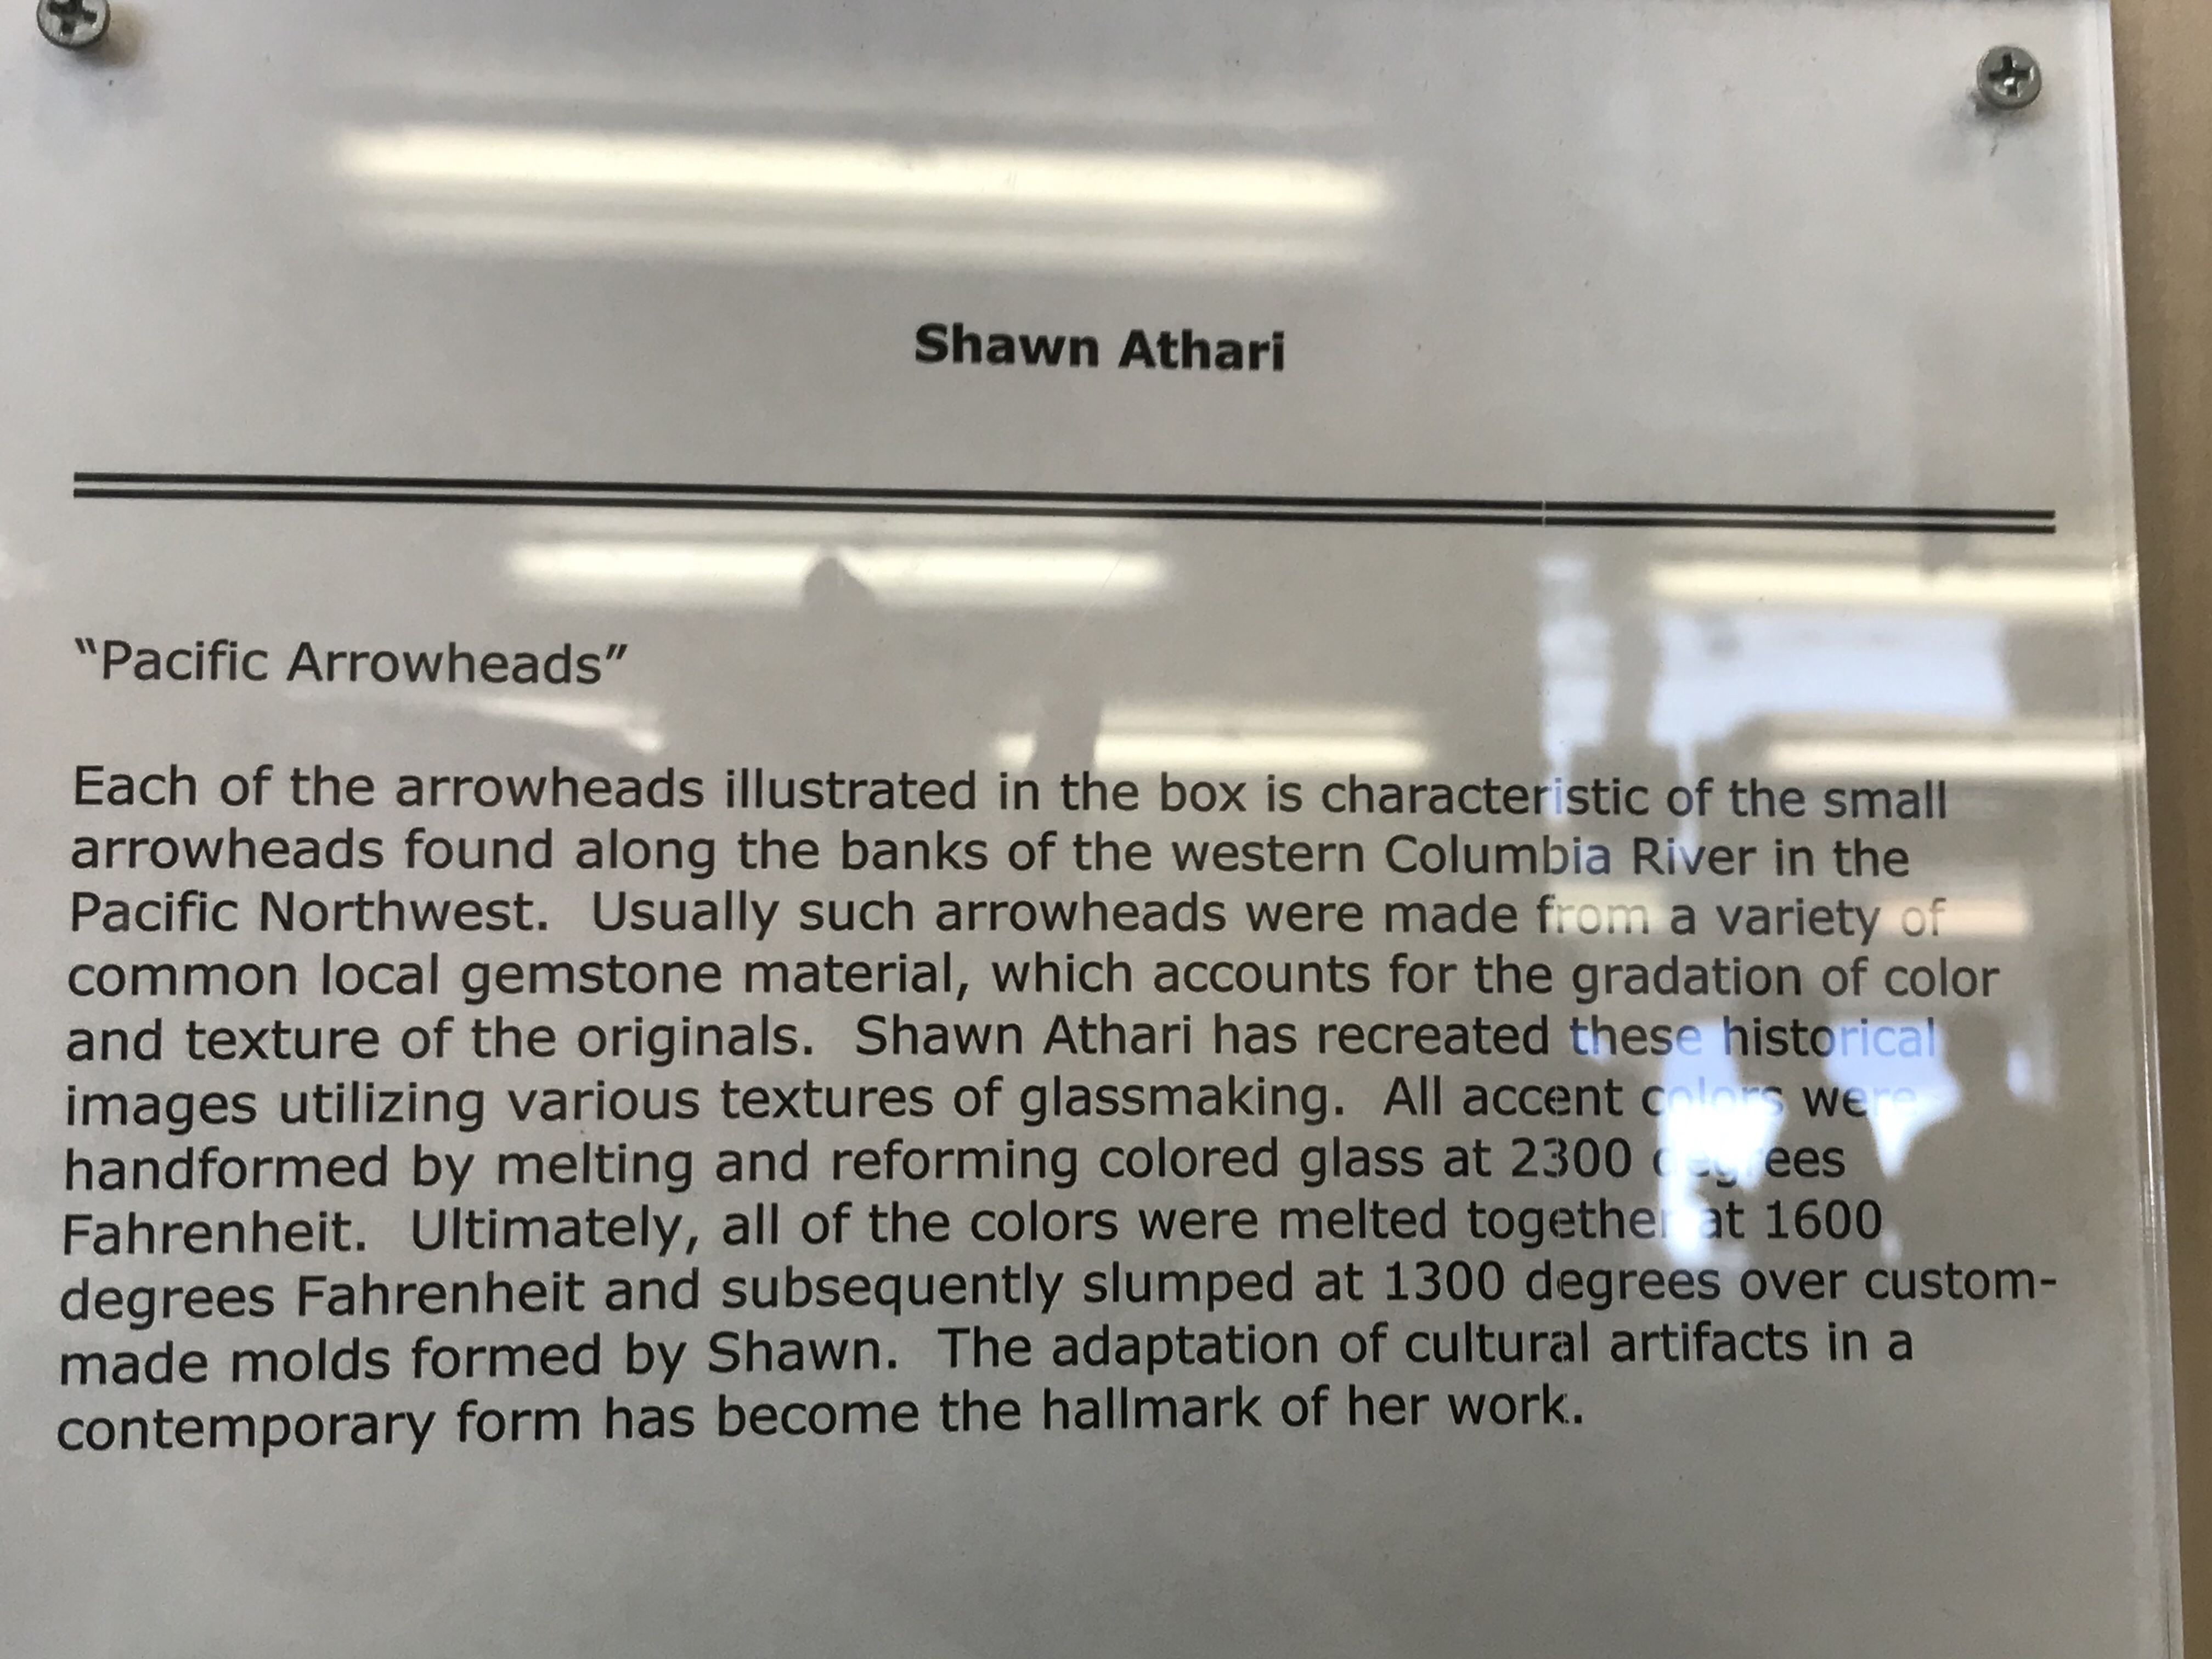 Shawn Athari
“Pacific Arrowheads”
Each of the arrowheads illustrated in the box is characteristic of the small
arrowheads found along the banks of the western Columbia River in the
Pacific Northwest.  Usually such arrowheads were made from a variety of
common local gemstone material, which accounts for the gradation of color
and texture of the originals.  Shawn Athari has recreated these historical
images utilizing various textures of glassmaking.  All accent colors were
handformed by melting and reforming colored glass at 2300 degrees
Fahrenheit.  Ultimately, all of the colors were melted together at 1600
degrees Fahrenheit and subsequently slumped at 1300 degrees over custom-
made molds formed by Shawn.  The adaptation of cultural artifacts in a
contemporary form has become the hallmark of her work.